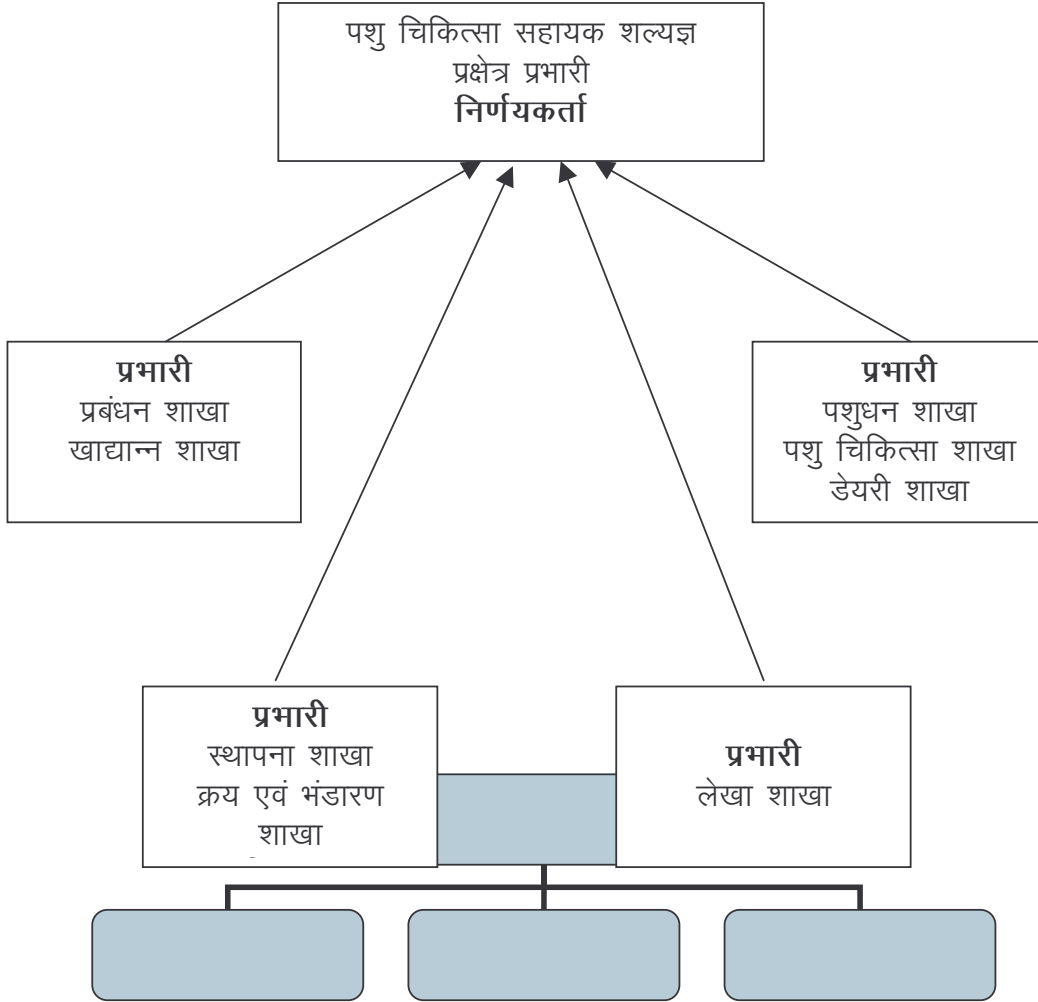 पशु चिकित्सा सहायक शल्यज्ञ
प्रक्षेत्र प्रभारी
निर्णयकर्ता
प्रभारी
प्रबंधन शाखा
खाद्यान्न शाखा
प्रभारी
पशुधन शाखा
पशु चिकित्सा शाखा
डेयरी शाखा
प्रभारी
स्थापना शाखा
क्रय एवं भंडारण
शाखा
प्रभारी
लेखा शाखा